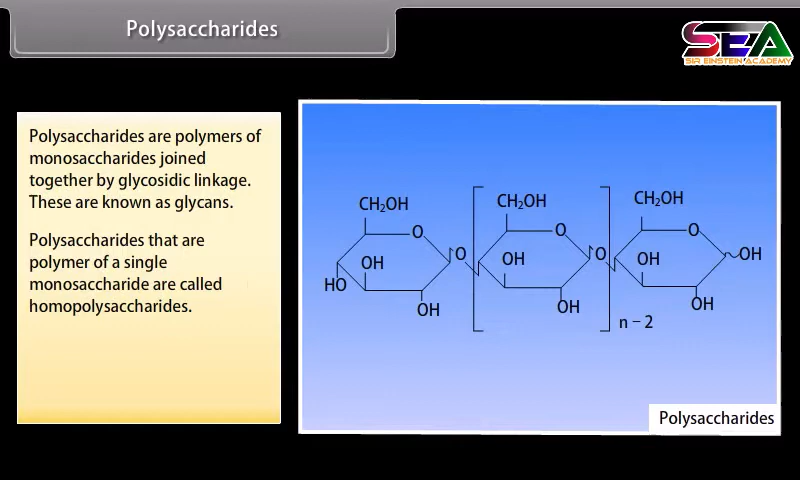 Polysaccharides
SEA
SIR EINSTEIN ACADEMY
Polysaccharides are polymers of
monosaccharides joined
together by glycosidic linkage.
These are known as glycans.
Polysaccharides that are
polymer of a single
monosaccharide are called
homopolysaccharides.
CH₂OH CH₂OH CH₂OH
O O O
OH O OH O OH OH
HO
OH OH OH
n – 2
Polysaccharides